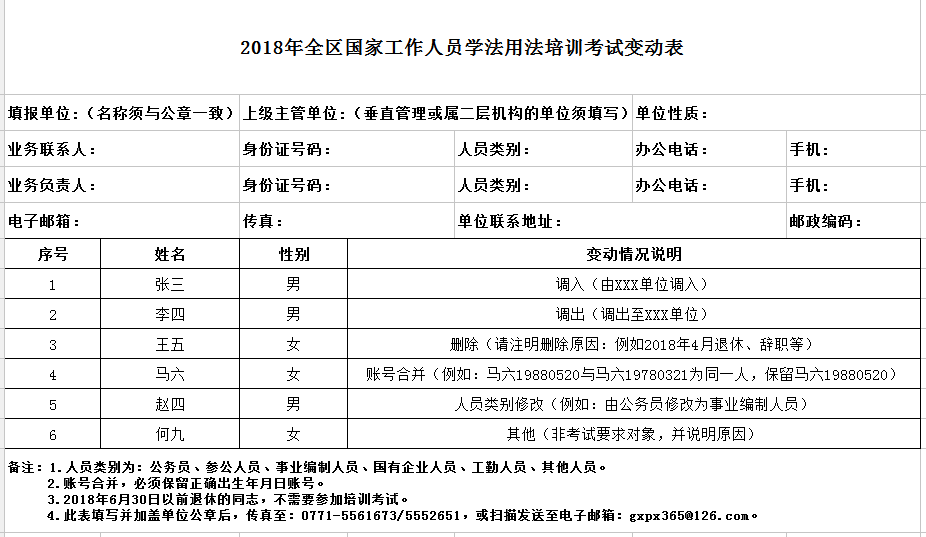 2018年全区国家工作人员学法用法培训考试变动表
填报单位：（名称须与公章一致） 上级主管单位：（垂直管理或属二层机构的单位须填写） 单位性质：
业务联系人： 身份证号码： 人员类别： 办公电话： 手机：
业务负责人： 身份证号码： 人员类别： 办公电话： 手机：
电子邮箱： 传真： 单位联系地址： 邮政编码：
序号 姓名 性别 变动情况说明
1 张三 男 调入（由XXX单位调入）
2 李四 男 调出（调出至XXX单位）
3 王五 女 删除（请注明删除原因：例如2018年4月退休、辞职等）
4 马六 女 账号合并（例如：马六19880520与马六19780321为同一人，保留马六19880520）
5 赵四 男 人员类别修改（例如：由公务员修改为事业编制人员）
6 何九 女 其他（非考试要求对象，并说明原因）
备注：1.人员类别为：公务员、参公人员、事业编制人员、国有企业人员、工勤人员、其他人员。
2.账号合并，必须保留正确出生年月日账号。
3.2018年6月30日以前退休的同志，不需要参加培训考试。
4.此表填写并加盖单位公章后，传真至：0771-5561673/5552651，或扫描发送至电子邮箱：gxpx365@126.com。